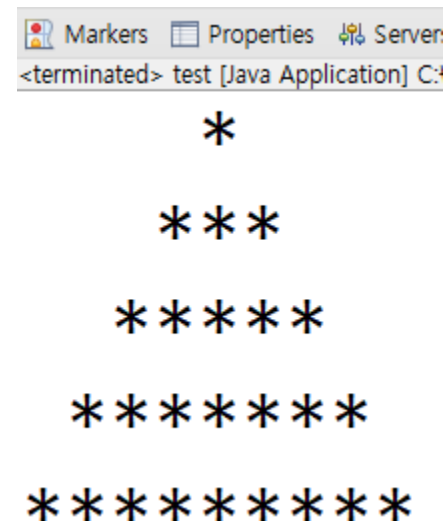 Markers Properties Servers
<terminated> test [Java Application] C:
*
***
*****
*******
*********